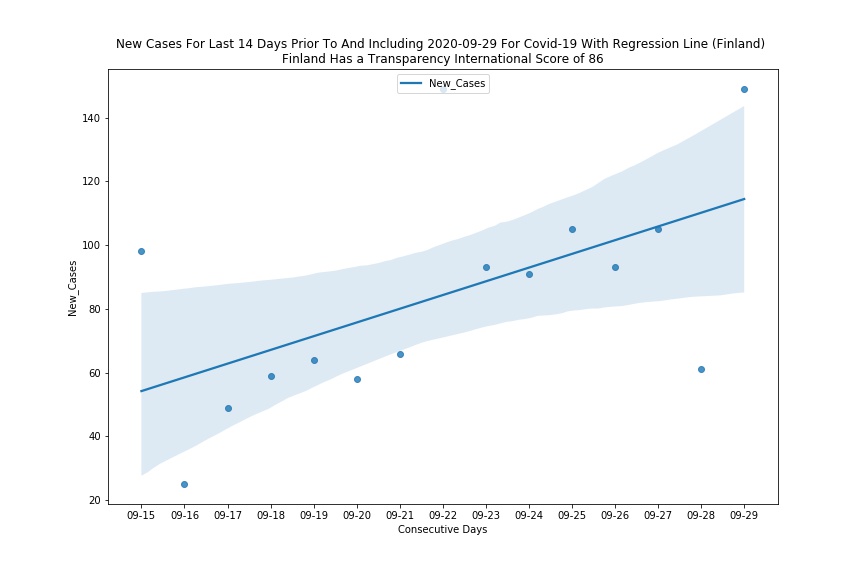 New Cases For Last 14 Days Prior To And Including 2020-09-29 For Covid-19 With Regression Line (Finland)
Finland Has a Transparency International Score of 86
New_Cases
140
120
100
80
60
40
20
New_Cases
09-15 09-16 09-17 09-18 09-19 09-20 09-21 09-22 09-23 09-24 09-25 09-26 09-27 09-28 09-29
Consecutive Days